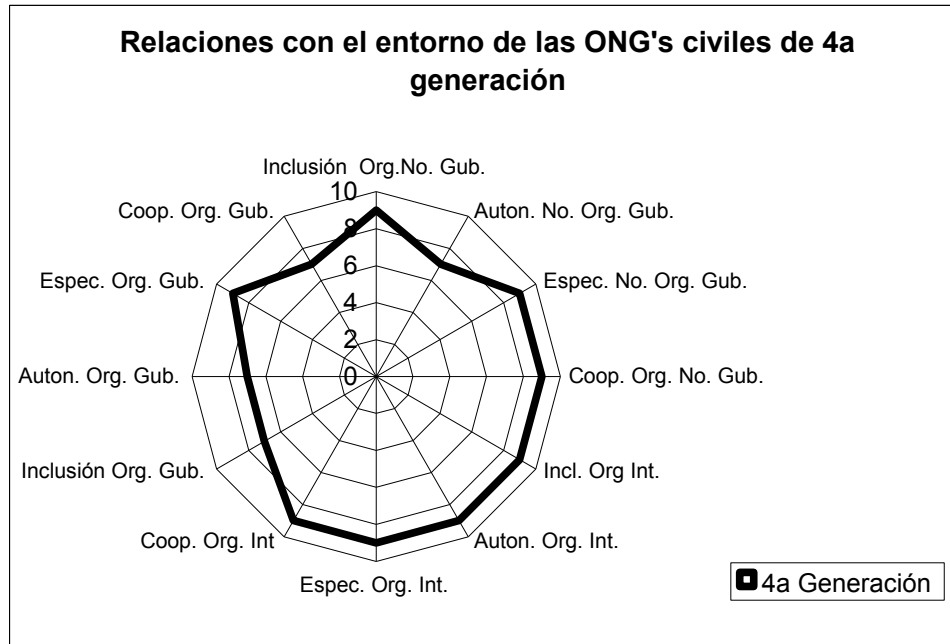 Relaciones con el entorno de las ONG's civiles de 4a
generación
Inclusión Org.No. Gub.
Auton. No. Org. Gub.
Espec. No. Org. Gub.
Coop. Org. No. Gub.
Incl. Org Int.
Auton. Org. Int.
Espec. Org. Int.
Coop. Org. Int
Inclusión Org. Gub.
Auton. Org. Gub.
Espec. Org. Gub.
Coop. Org. Gub.
10
8
6
4
2
0
4a Generación